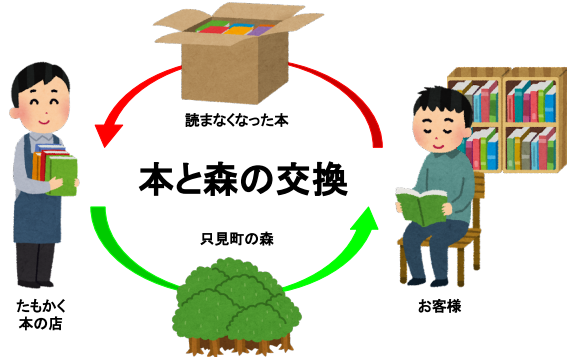 読まなくなった本
本と森の交換
只見町の森
たもかく
本の店
お客様